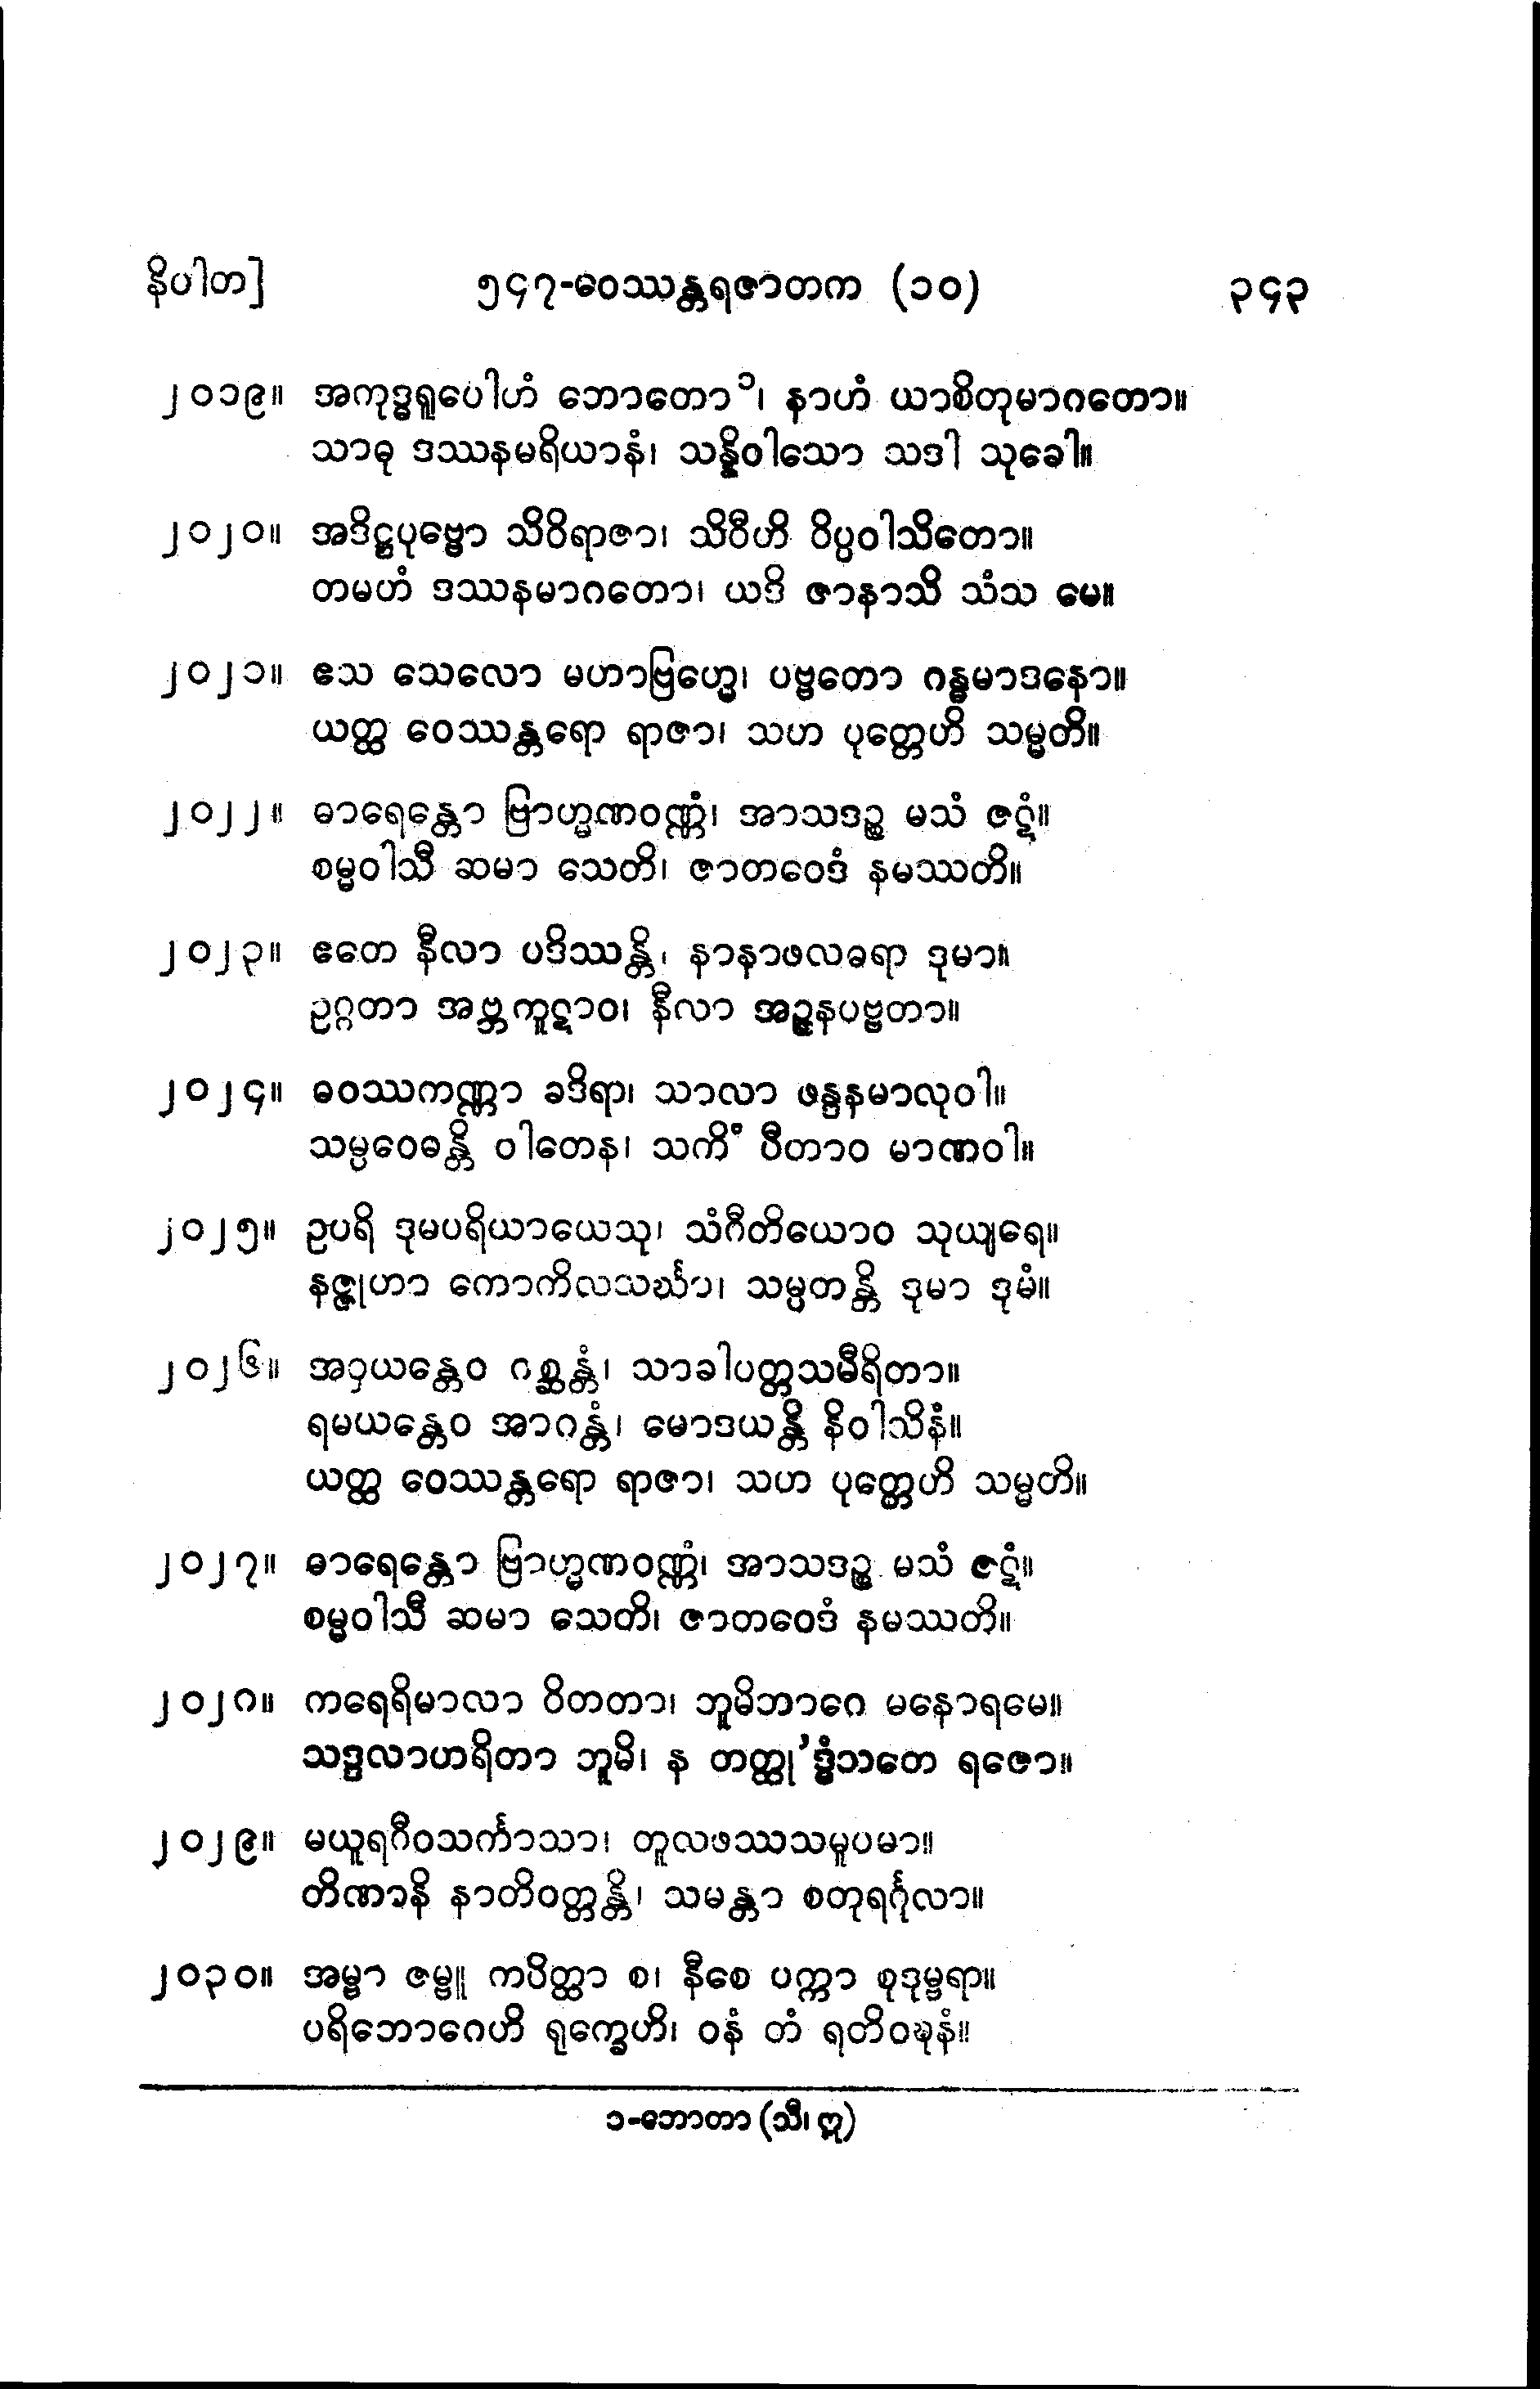 နိပါတ] ၅၄၇-ဝေဿန္တရဇာတက (၁၀) ၃၄၃
၂၀၁၉။ အကုဒ္ဓရူပေါဟံ ဘောတော၁၊ နာဟံ ယာစိတုမာဂတော။
သာဓု ဒဿနမရိယာနံ၊ သန္နိဝါသော သဒါ သုခေါ။
၂၀၂၀။ အဒိဋ္ဌပုဗ္ဗော သိဝိရာဇာ၊ သိဝီဟိ ဝိပ္ပဝါသိတော။
တမဟံ ဒဿနမာဂတော၊ ယဒိ ဇာနာသိ သံသ မေ။
၂၀၂၁။ ဧသ သေလော မဟာဗြဟ္မေ၊ ပဗ္ဗတော ဂန္ဓမာဒနော။
ယတ္ထ ဝေဿန္တရော ရာဇာ၊ သဟ ပုတ္တေဟိ သမ္မတိ။
၂၀၂၂။ ဓာရေန္တော ဗြာဟ္မဏဝဏ္ဏံ၊ အာသဒဉ္စ မသံ ဇဋံ။
စမ္မဝါသီ ဆမာ သေတိ၊ ဇာတဝေဒံ နမဿတိ။
၂၀၂၃။ ဧတေ နီလာ ပဒိဿန္တိ၊ နာနာဖလဓရာ ဒုမာ။
ဥဂ္ဂတာ အဗ္ဘကူဋာဝ၊ နီလာ အဉ္ဇနပဗ္ဗတာ။
၂၀၂၄။ ဓဝဿကဏ္ဏာ ခဒိရာ၊ သာလာ ဖန္ဒနမာလုဝါ။
သမ္ပဝေဓန္တိ ဝါတေန၊ သကိံ ပီတာဝ မာဏဝါ။
၂၀၂၅။ ဥပရိ ဒုမပရိယာယေသု၊ သံဂီတိယောဝ သုယျရေ။
နဇ္ဇုဟာ ကောကိလသင်္ဃာ၊ သမ္ပတန္တိ ဒုမာ ဒုမံ။
၂၀၂၆။ အဝှယန္တေဝ ဂစ္ဆန္တံ၊ သာခါပတ္တသမီရိတာ။
ရမယန္တေဝ အာဂန္တံ၊ မောဒယန္တိ နိဝါသိနံ။
ယတ္ထ ဝေဿန္တရော ရာဇာ၊ သဟ ပုတ္တေဟိ သမ္မတိ။
၂၀၂၇။ ဓာရေန္တော ဗြာဟ္မဏဝဏ္ဏံ၊ အာသဒဉ္စ မသံ ဇဋံ။
စမ္မဝါသီ ဆမာ သေတိ၊ ဇာတဝေဒံ နမဿတိ။
၂၀၂၈။ ကရေရိမာလာ ဝိတတာ၊ ဘူမိဘာဂေ မနောရမေ။
သဒ္ဒလာဟရိတာ ဘူမိ၊ န တတ္ထု’ဒ္ဓံသတေ ရဇော။
၂၀၂၉။ မယူရဂီဝသင်္ကာသာ၊ တူလဖဿသမူပမာ။
တိဏာနိ နာတိဝတ္တန္တိ၊ သမန္တာ စတုရင်္ဂုလာ။
၂၀၃၀။ အမ္ဗာ ဇမ္ဗူ ကပိတ္ထာ စ၊ နီစေ ပက္ကာ စုဒုမ္ဗရာ။
ပရိဘောဂေဟိ ရုက္ခေဟိ၊ ဝနံ တံ ရတိဝဍ္ဎနံ။
၁-ဘောတာ (သီ၊ ဣ)